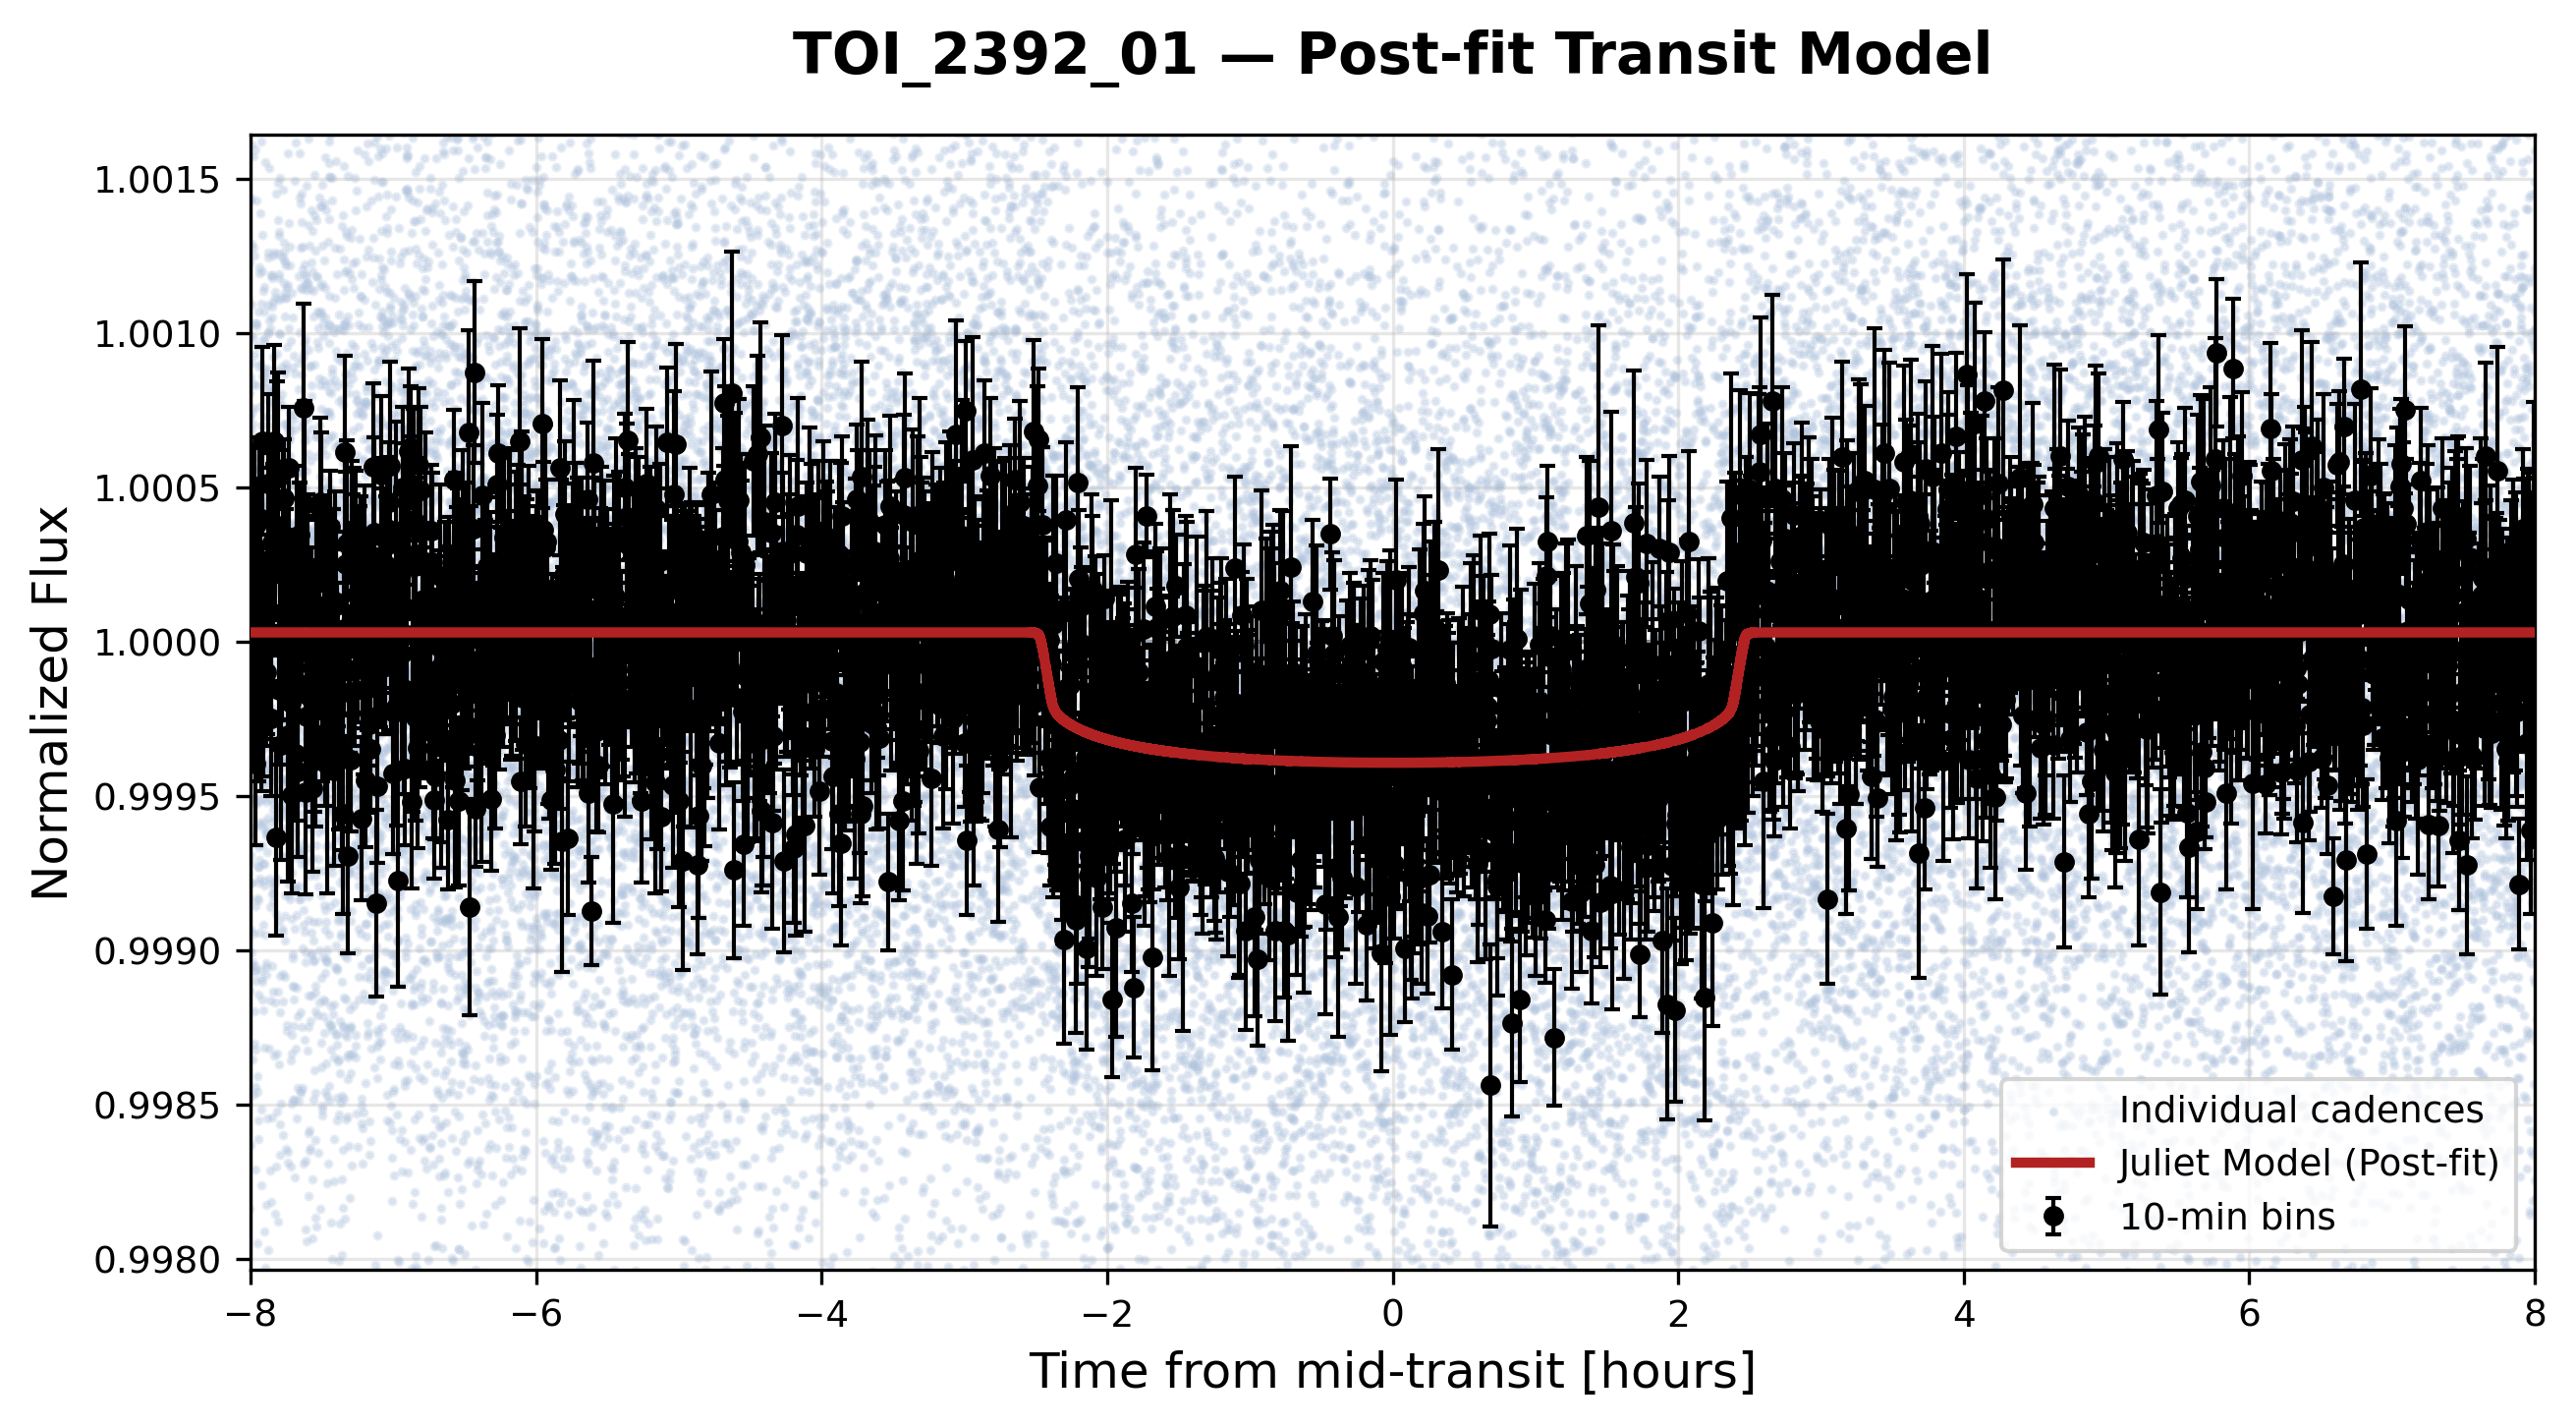 TOI_2392_01 — Post-fit Transit Model
Normalized Flux
1.0015
1.0010
1.0005
1.0000
0.9995
0.9990
0.9985
0.9980
−8
−6
−4
−2
0
2
4
6
8
Time from mid-transit [hours]
Individual cadences
Juliet Model (Post-fit)
10-min bins